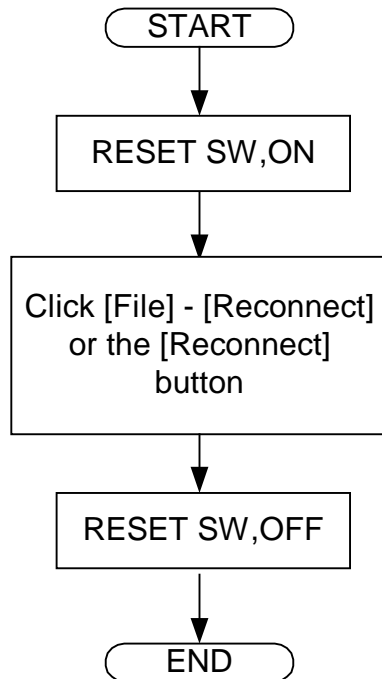 START
RESET SW,ON
Click [File] - [Reconnect]
or the [Reconnect]
button
RESET SW,OFF
END